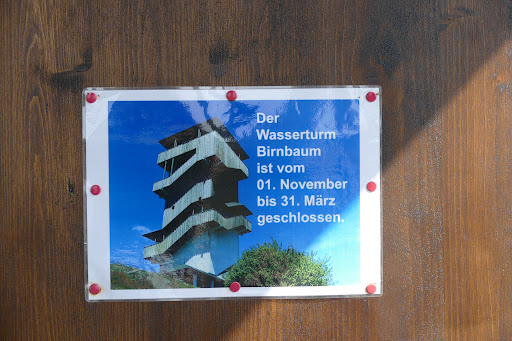 Der
Wasserturm
Birnbaum
ist vom
01. November
bis 31. März
geschlossen.